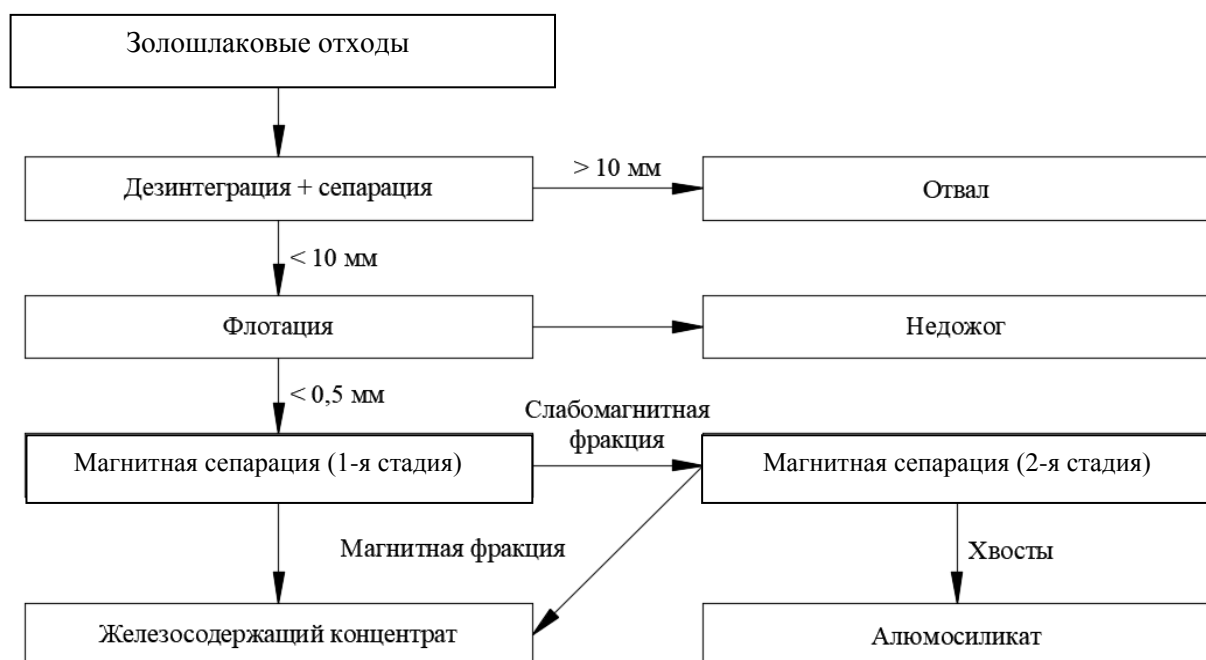 Золошлаковые отходы
> 10 мм
Дезинтеграция + сепарация
Отвал
< 10 мм
Флотация
Недожог
< 0,5 мм
Слабомагнитная
фракция
Магнитная сепарация (1-я стадия)
Магнитная сепарация (2-я стадия)
Магнитная фракция
Хвосты
Железосодержащий концентрат
Алюмосиликат